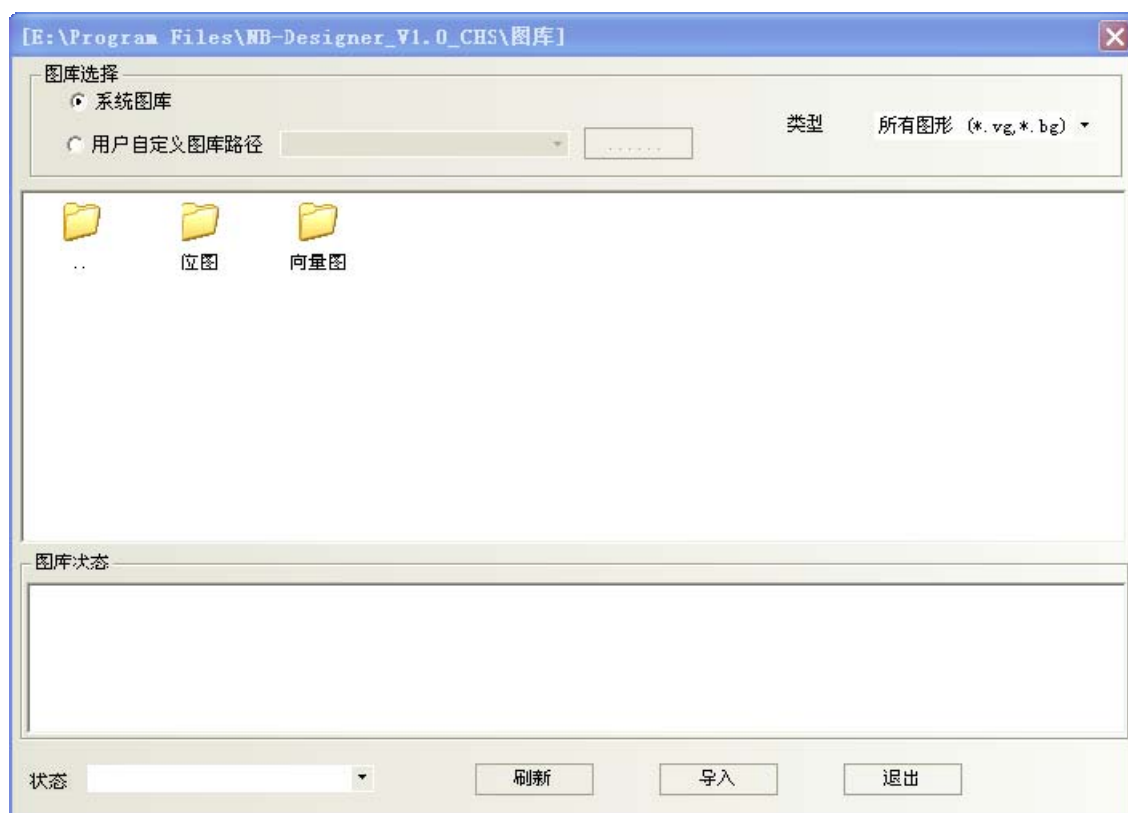 [E:\Program Files\NB-Designer_V1.0_CHS\图库]
图库选择
系统图库
用户自定义图库路径
......
类型
所有图形 (*.vg,*.bg)
..
位图
向量图
图库状态
状态
刷新
导入
退出